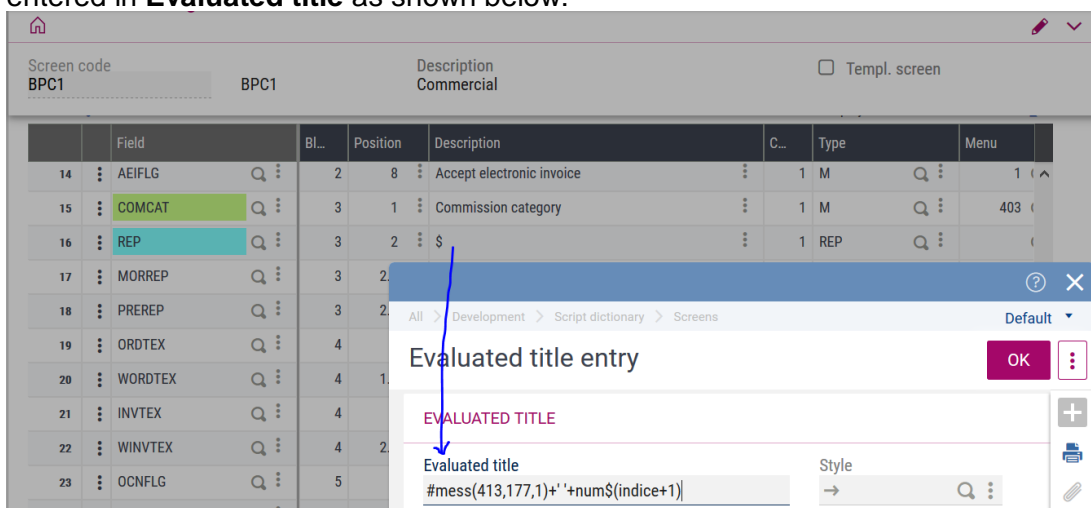 entered in Evaluated title as shown below.
Screen code
BPC1 BPC1
Description
Commercial
Templ. screen
Field Bl... Position Description C... Type Menu
14 AEIFLG 2 8 Accept electronic invoice 1 M 1
15 COMCAT 3 1 Commission category 1 M 403
16 REP 3 2 $ 1 REP
17 MORREP 3 2.
18 PREREP 3 2.
19 ORDTEX 4
20 WORDTEX 4 1.
21 INVTEX 4
22 WINVTEX 4 2.
23 OCNFLG 5
All > Development > Script dictionary > Screens
Default
Evaluated title entry
OK
EVALUATED TITLE
Evaluated title
#mess(413,177,1)+' '+num$(indice+1)
Style